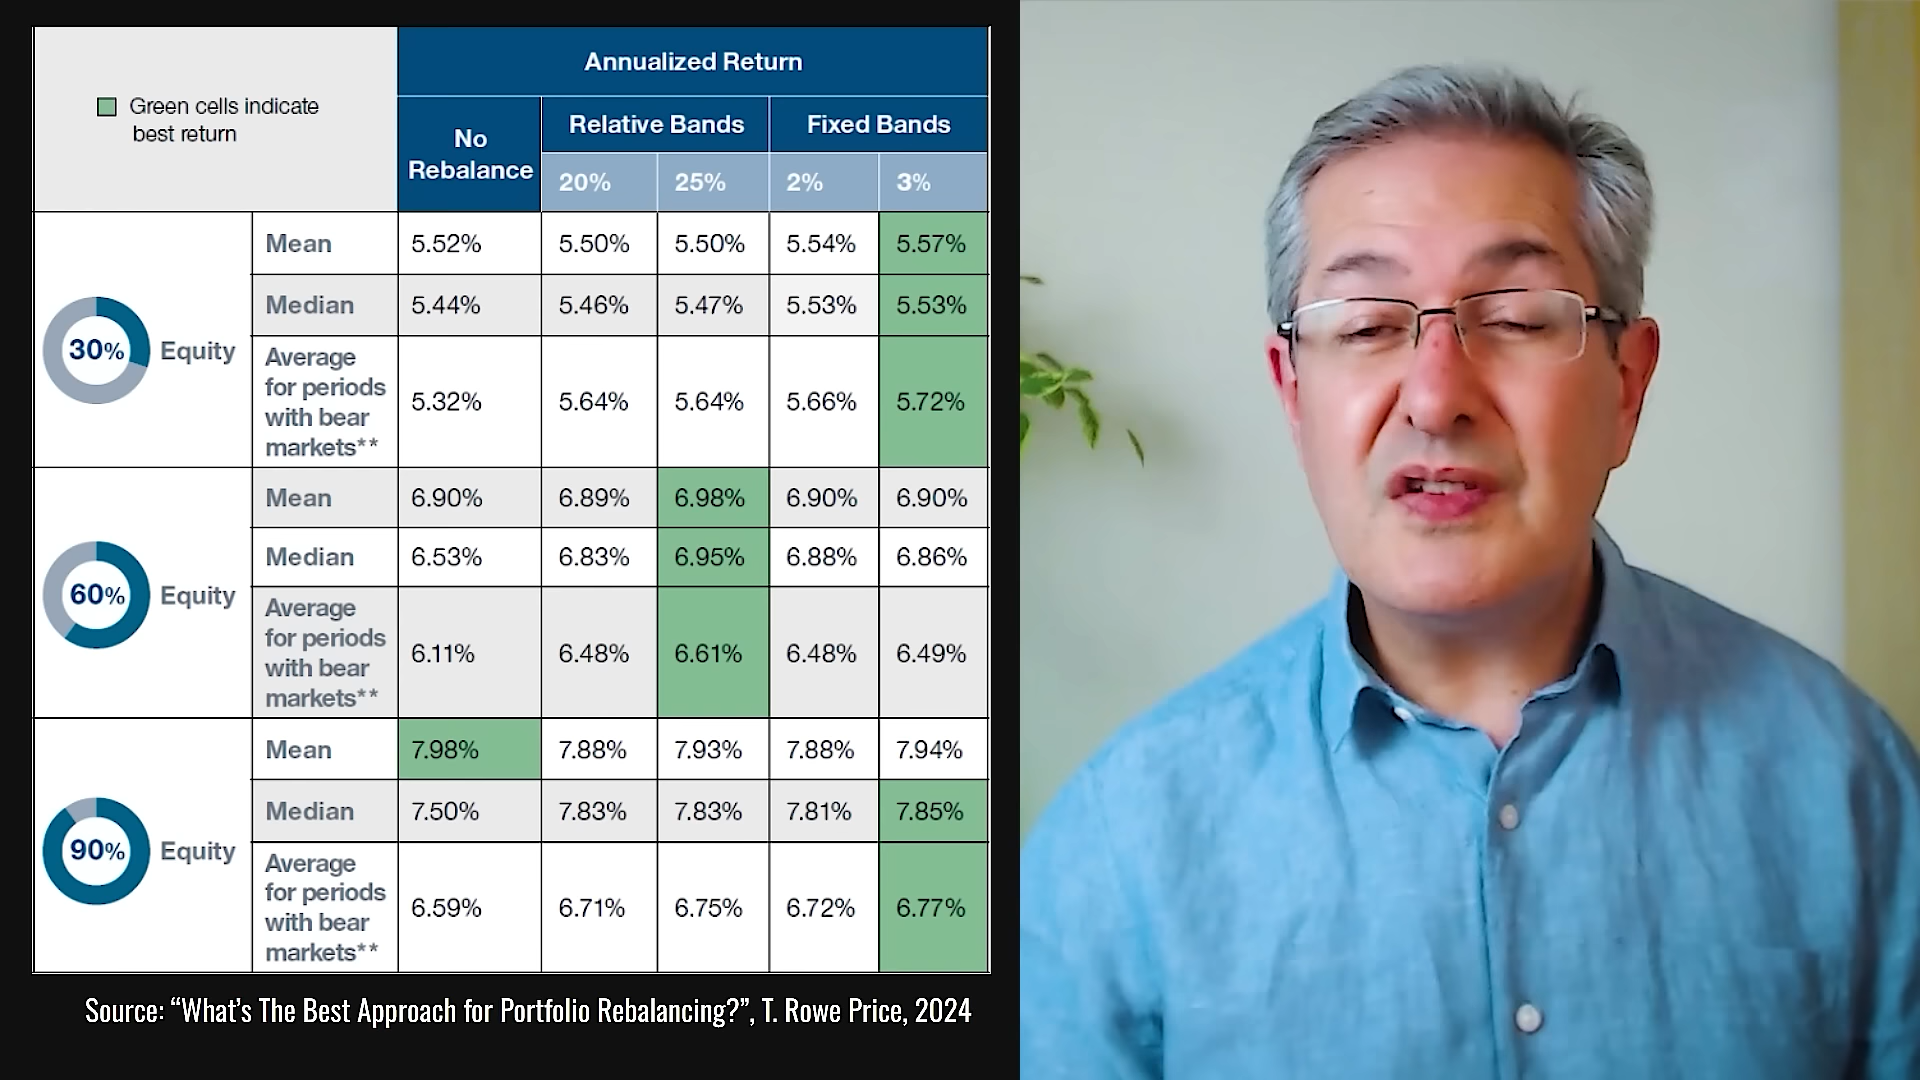 Green cells indicate
best return
Annualized Return
No
Rebalance
Relative Bands
Fixed Bands
20%
25%
2%
3%
30%
Equity
Mean
5.52%
5.50%
5.50%
5.54%
5.57%
Median
5.44%
5.46%
5.47%
5.53%
5.53%
Average
for periods
with bear
markets**
5.32%
5.64%
5.64%
5.66%
5.72%
60%
Equity
Mean
6.90%
6.89%
6.98%
6.90%
6.90%
Median
6.53%
6.83%
6.95%
6.88%
6.86%
Average
for periods
with bear
markets**
6.11%
6.48%
6.61%
6.48%
6.49%
90%
Equity
Mean
7.98%
7.88%
7.93%
7.88%
7.94%
Median
7.50%
7.83%
7.83%
7.81%
7.85%
Average
for periods
with bear
markets**
6.59%
6.71%
6.75%
6.72%
6.77%
Source: “What’s The Best Approach for Portfolio Rebalancing?”, T. Rowe Price, 2024